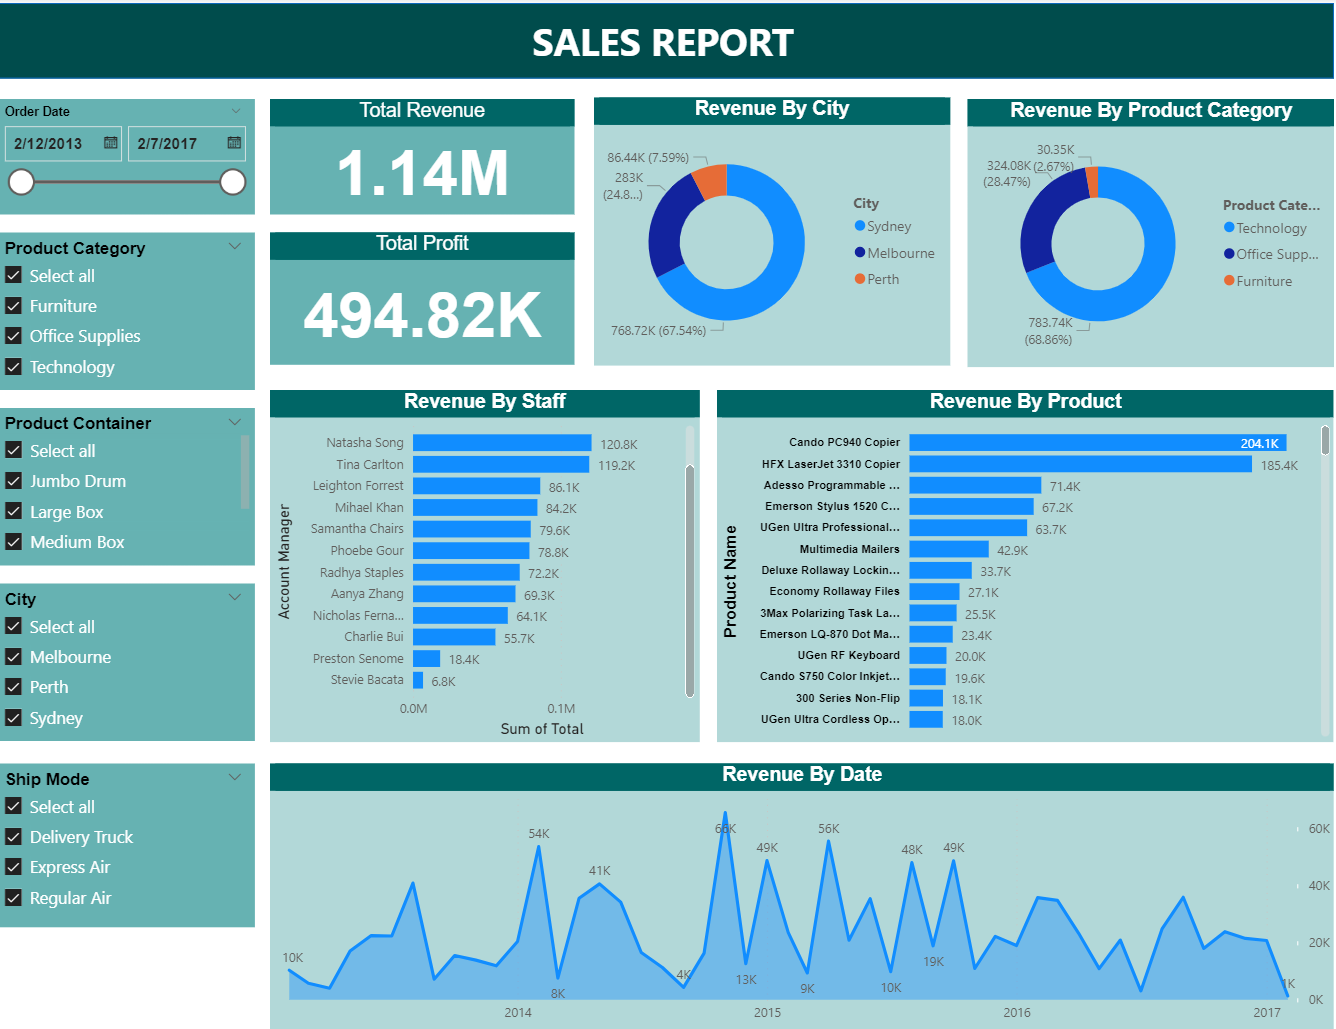 SALES REPORT
Order Date
2/12/2013
2/7/2017
Product Category
Select all
Furniture
Office Supplies
Technology
Product Container
Select all
Jumbo Drum
Large Box
Medium Box
City
Select all
Melbourne
Perth
Sydney
Ship Mode
Select all
Delivery Truck
Express Air
Regular Air
Total Revenue
1.14M
Total Profit
494.82K
Revenue By City
86.44K (7.59%)
283K
(24.8...)
768.72K (67.54%)
City
Sydney
Melbourne
Perth
Revenue By Product Category
30.35K
(2.67%)
324.08K
(28.47%)
783.74K
(68.86%)
Product Cate...
Technology
Office Supp...
Furniture
Revenue By Staff
Account Manager
Natasha Song 120.8K
Tina Carlton 119.2K
Leighton Forrest 86.1K
Mihael Khan 84.2K
Samantha Chairs 79.6K
Phoebe Gour 78.8K
Radhya Staples 72.2K
Aanya Zhang 69.3K
Nicholas Ferna... 64.1K
Charlie Bui 55.7K
Preston Senome 18.4K
Stevie Bacata 6.8K
0.0M 0.1M
Sum of Total
Revenue By Product
Product Name
Cando PC940 Copier 204.1K
HFX LaserJet 3310 Copier 185.4K
Adesso Programmable ... 71.4K
Emerson Stylus 1520 C... 67.2K
UGen Ultra Professional... 63.7K
Multimedia Mailers 42.9K
Deluxe Rollaway Lockin... 33.7K
Economy Rollaway Files 27.1K
3Max Polarizing Task La... 25.5K
Emerson LQ-870 Dot Ma... 23.4K
UGen RF Keyboard 20.0K
Cando S750 Color Inkjet... 19.6K
300 Series Non-Flip 18.1K
UGen Ultra Cordless Op... 18.0K
Revenue By Date
10K
54K
8K
41K
4K
66K
13K
49K
9K
56K
10K
48K
19K
49K
1K
60K
40K
20K
0K
2014 2015 2016 2017